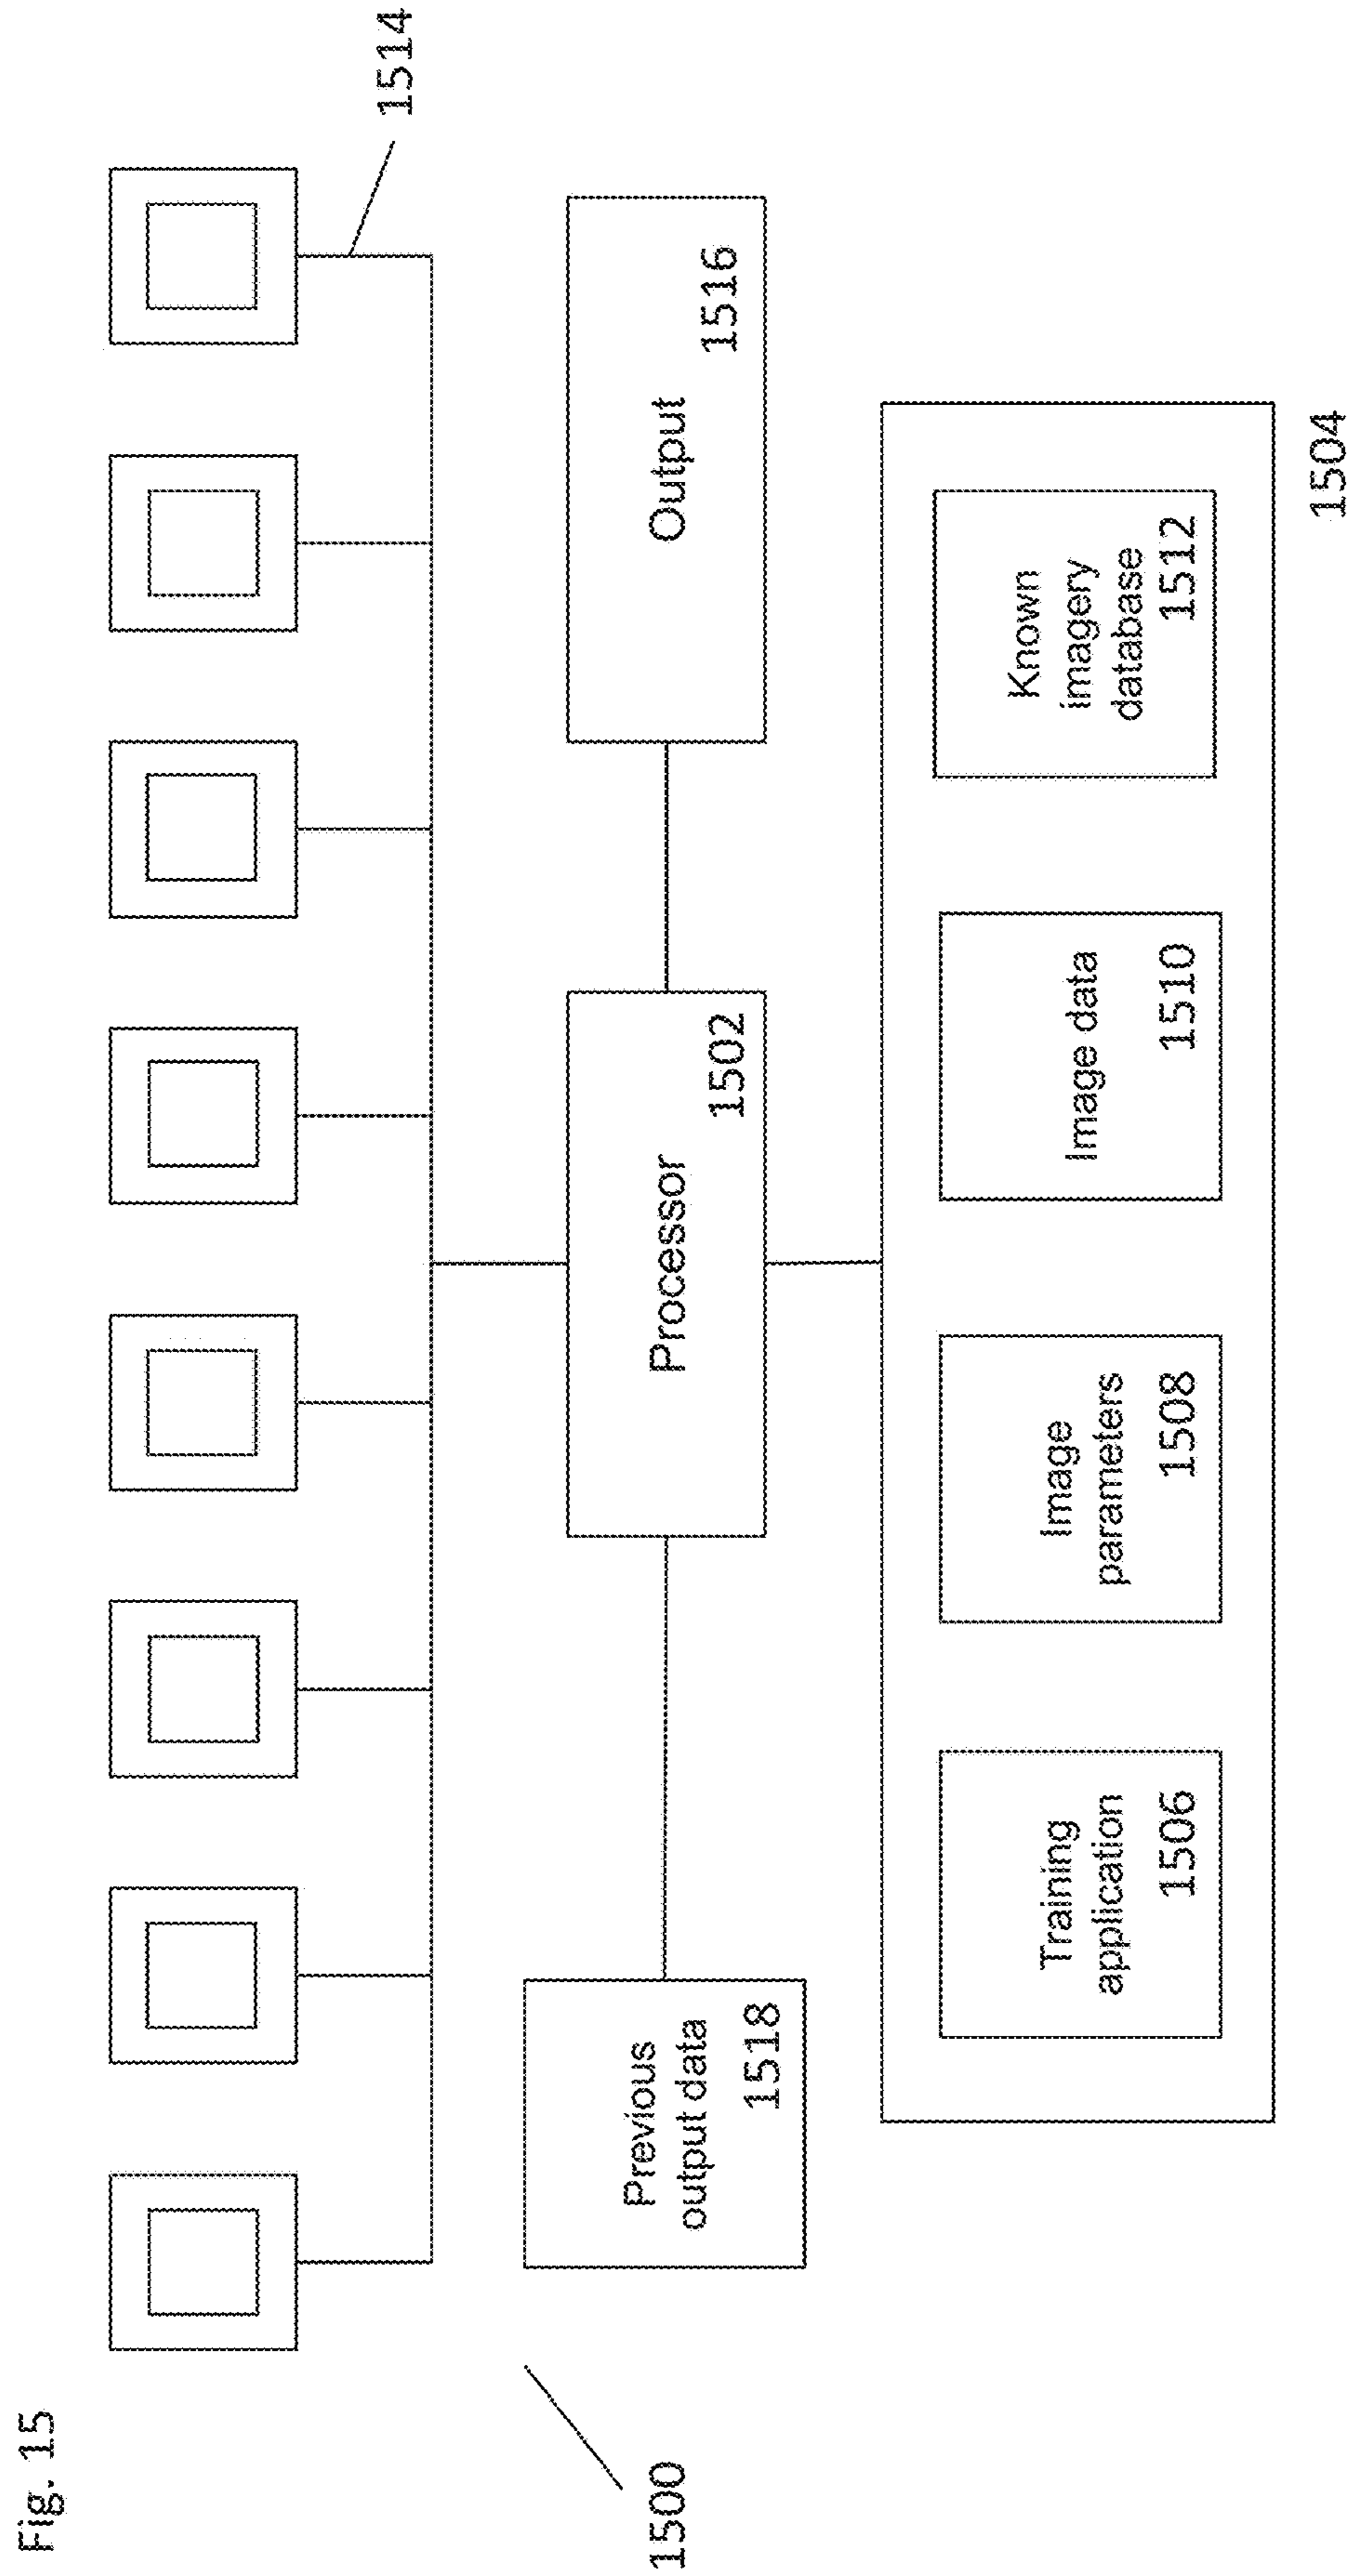 Fig. 15
1514
1500
Previous
output data
1518
Processor
1502
Output
1516
Training
application
1506
Image
parameters
1508
Image data
1510
Known
imagery
database
1512
1504